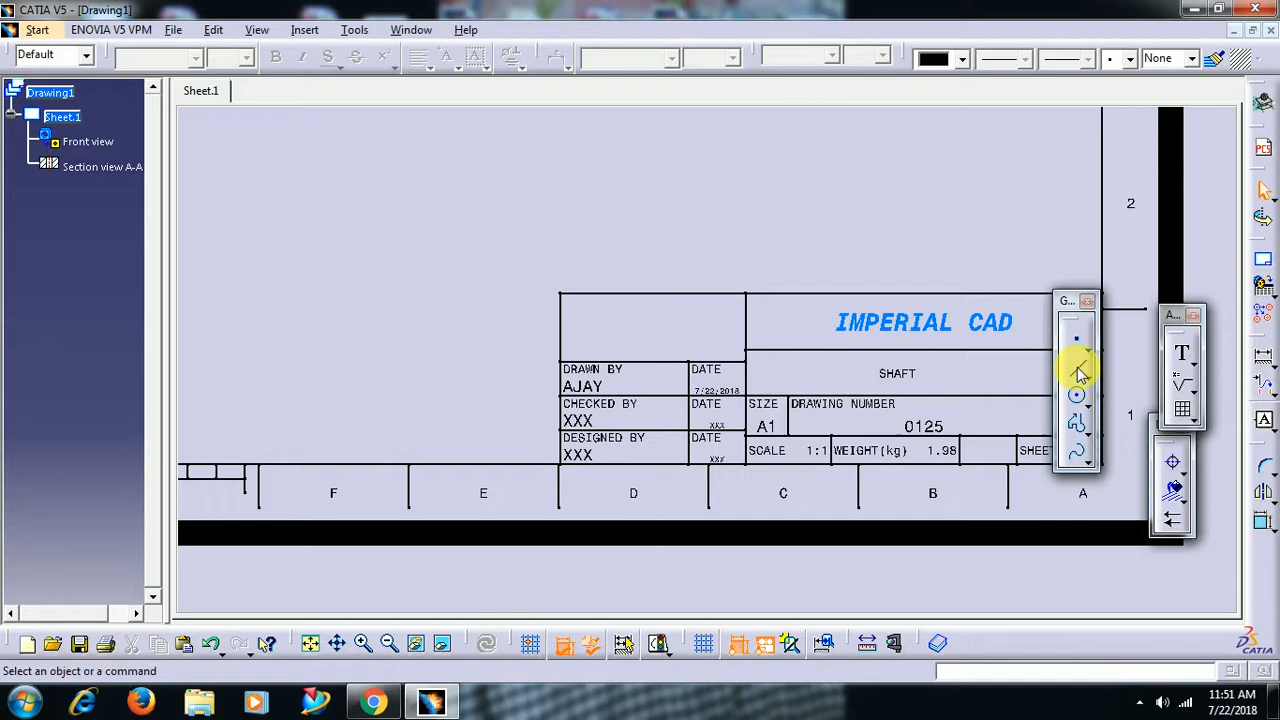 CATIA V5 - [Drawing1]
Start ENOVIA V5 VPM File Edit View Insert Tools Window Help
Default
B I S S
None
Drawing1
Sheet.1
Front view
Section view A-A
Sheet.1
2
IMPERIAL CAD
G...
A...
T
DRAWN BY
AJAY
DATE
7/22/2018
SHAFT
CHECKED BY
XXX
DATE
XXX
SIZE
A1
DRAWING NUMBER
0125
1
DESIGNED BY
XXX
DATE
XXX
SCALE 1:1
WEIGHT(kg) 1.98
SHEE
F E D C B A
PCS
Select an object or a command
CATIA
11:51 AM
7/22/2018